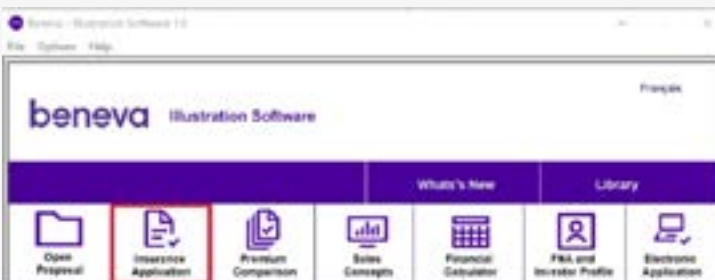 Beneva - Illustration Software 1.0
File Options Help
Français
beneva Illustration Software
Whats's New Library
Open Proposal
Insurance Application
Premium Comparison
Sales Concepts
Financial Calculator
FNA and Investor Profile
Electronic Application